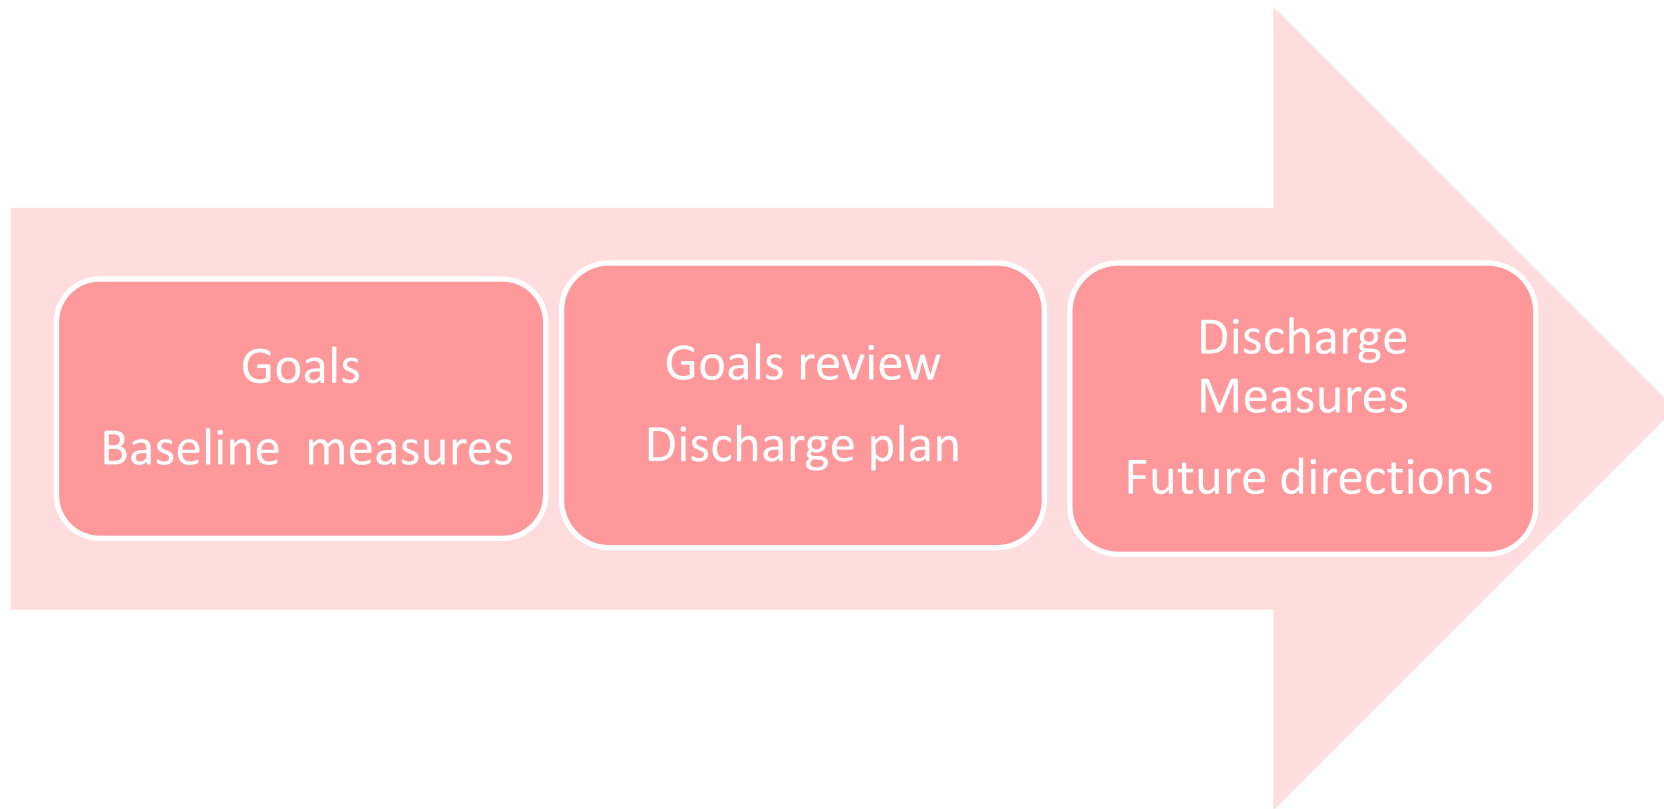 Goals
Baseline  measures
Goals review
Discharge plan
Discharge
Measures
Future directions